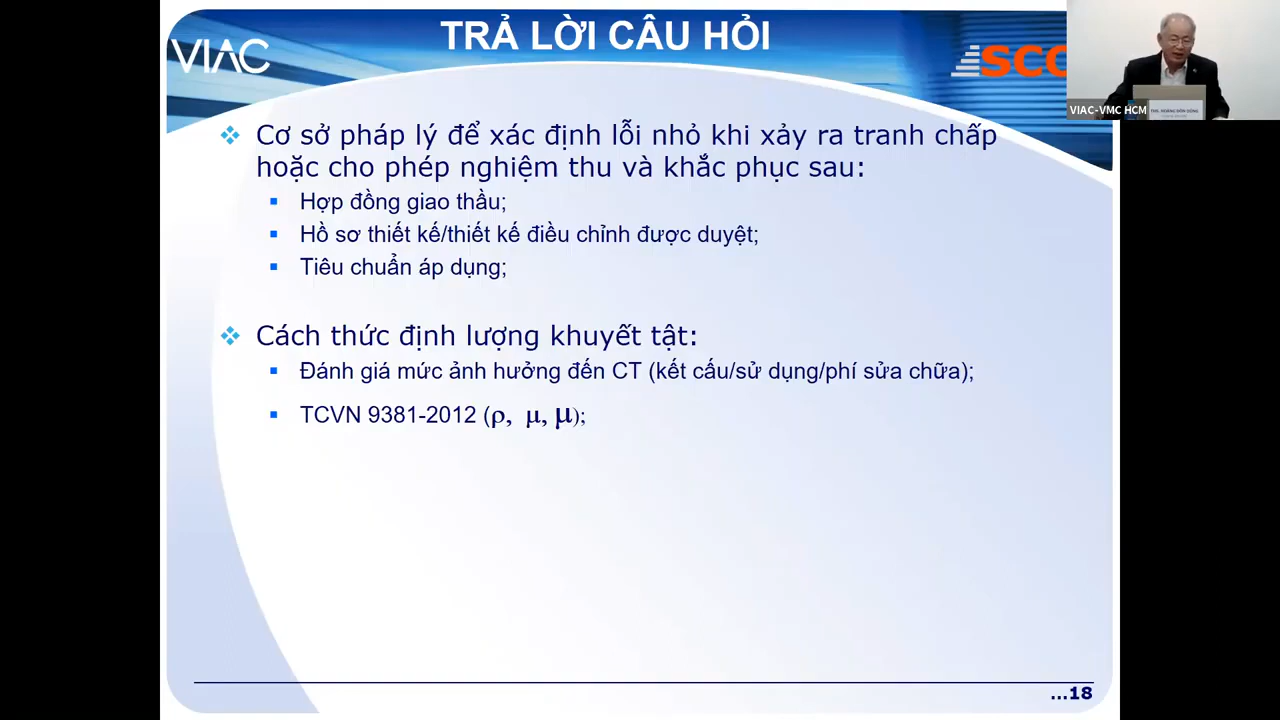 TRẢ LỜI CÂU HỎI
VIAC
SCC
VIAC-VMC HCM
Cơ sở pháp lý để xác định lỗi nhỏ khi xảy ra tranh chấp
hoặc cho phép nghiệm thu và khắc phục sau:
Hợp đồng giao thầu;
Hồ sơ thiết kế/thiết kế điều chỉnh được duyệt;
Tiêu chuẩn áp dụng;
Cách thức định lượng khuyết tật:
Đánh giá mức ảnh hưởng đến CT (kết cấu/sử dụng/phí sửa chữa);
TCVN 9381-2012 (ρ, μ, μ);
...18